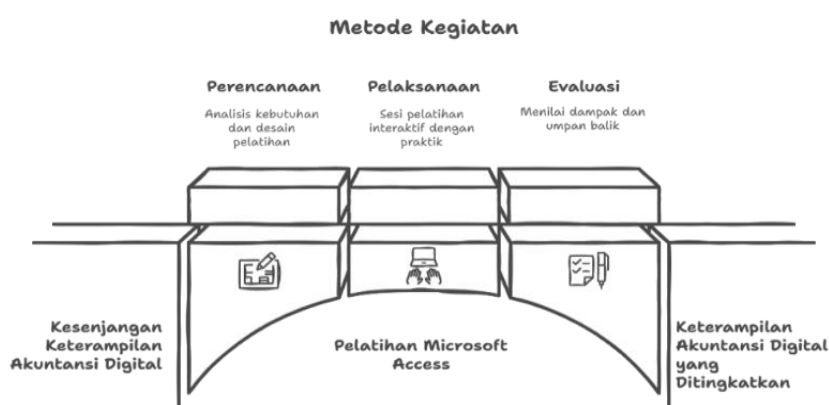 Metode Kegiatan
Perencanaan
Analisis kebutuhan
dan desain
pelatihan
Pelaksanaan
Sesi pelatihan
interaktif dengan
praktik
Evaluasi
Menilai dampak dan
umpan balik
Kesenjangan
Keterampilan
Akuntansi Digital
Pelatihan Microsoft
Access
Keterampilan
Akuntansi Digital
yang
Ditingkatkan